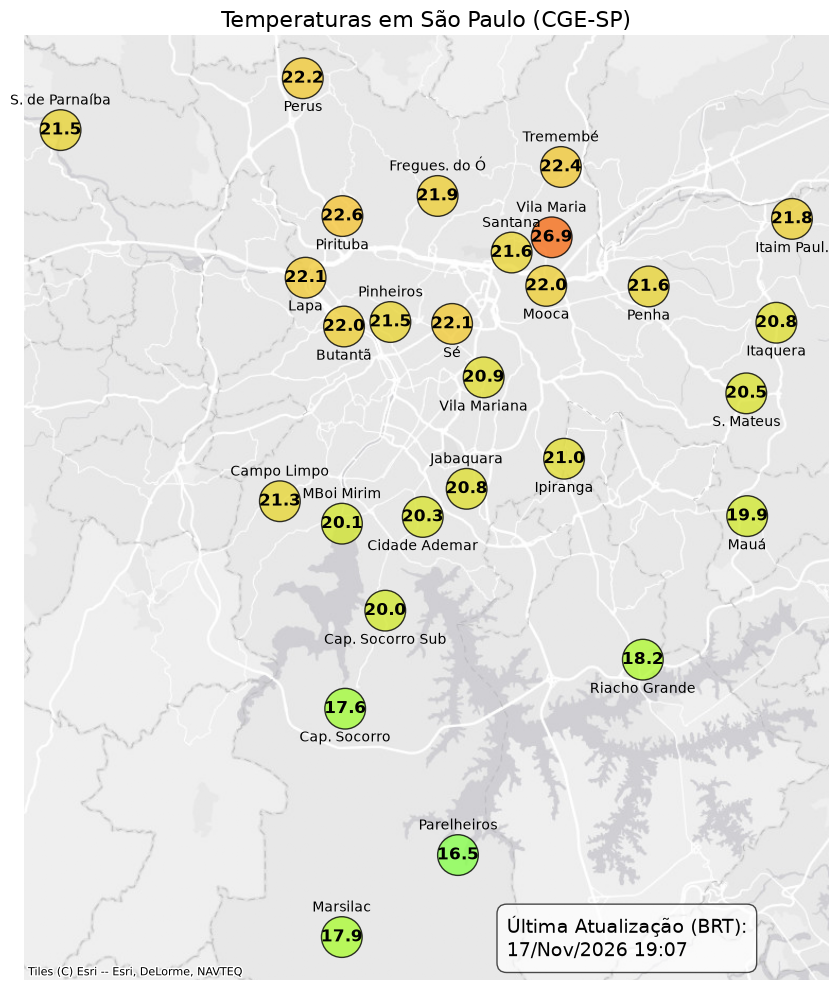 Temperaturas em São Paulo (CGE-SP)
22.2
Perus
S. de Parnaíba
21.5
Tremembé
22.4
Fregues. do Ó
21.9
Vila Maria
26.9
Santana
21.6
22.6
Pirituba
21.8
Itaim Paul.
22.1
Lapa
22.0
Mooca
21.6
Penha
Pinheiros
21.5
22.0
Butantã
22.1
Sé
20.8
Itaquera
20.9
Vila Mariana
20.5
S. Mateus
Jabaquara
20.8
21.0
Ipiranga
Campo Limpo
21.3
MBoi Mirim
20.1
20.3
Cidade Ademar
19.9
Mauá
20.0
Cap. Socorro Sub
18.2
Riacho Grande
17.6
Cap. Socorro
Parelheiros
16.5
Marsilac
17.9
Última Atualização (BRT):
17/Nov/2026 19:07
Tiles (C) Esri -- Esri, DeLorme, NAVTEQ